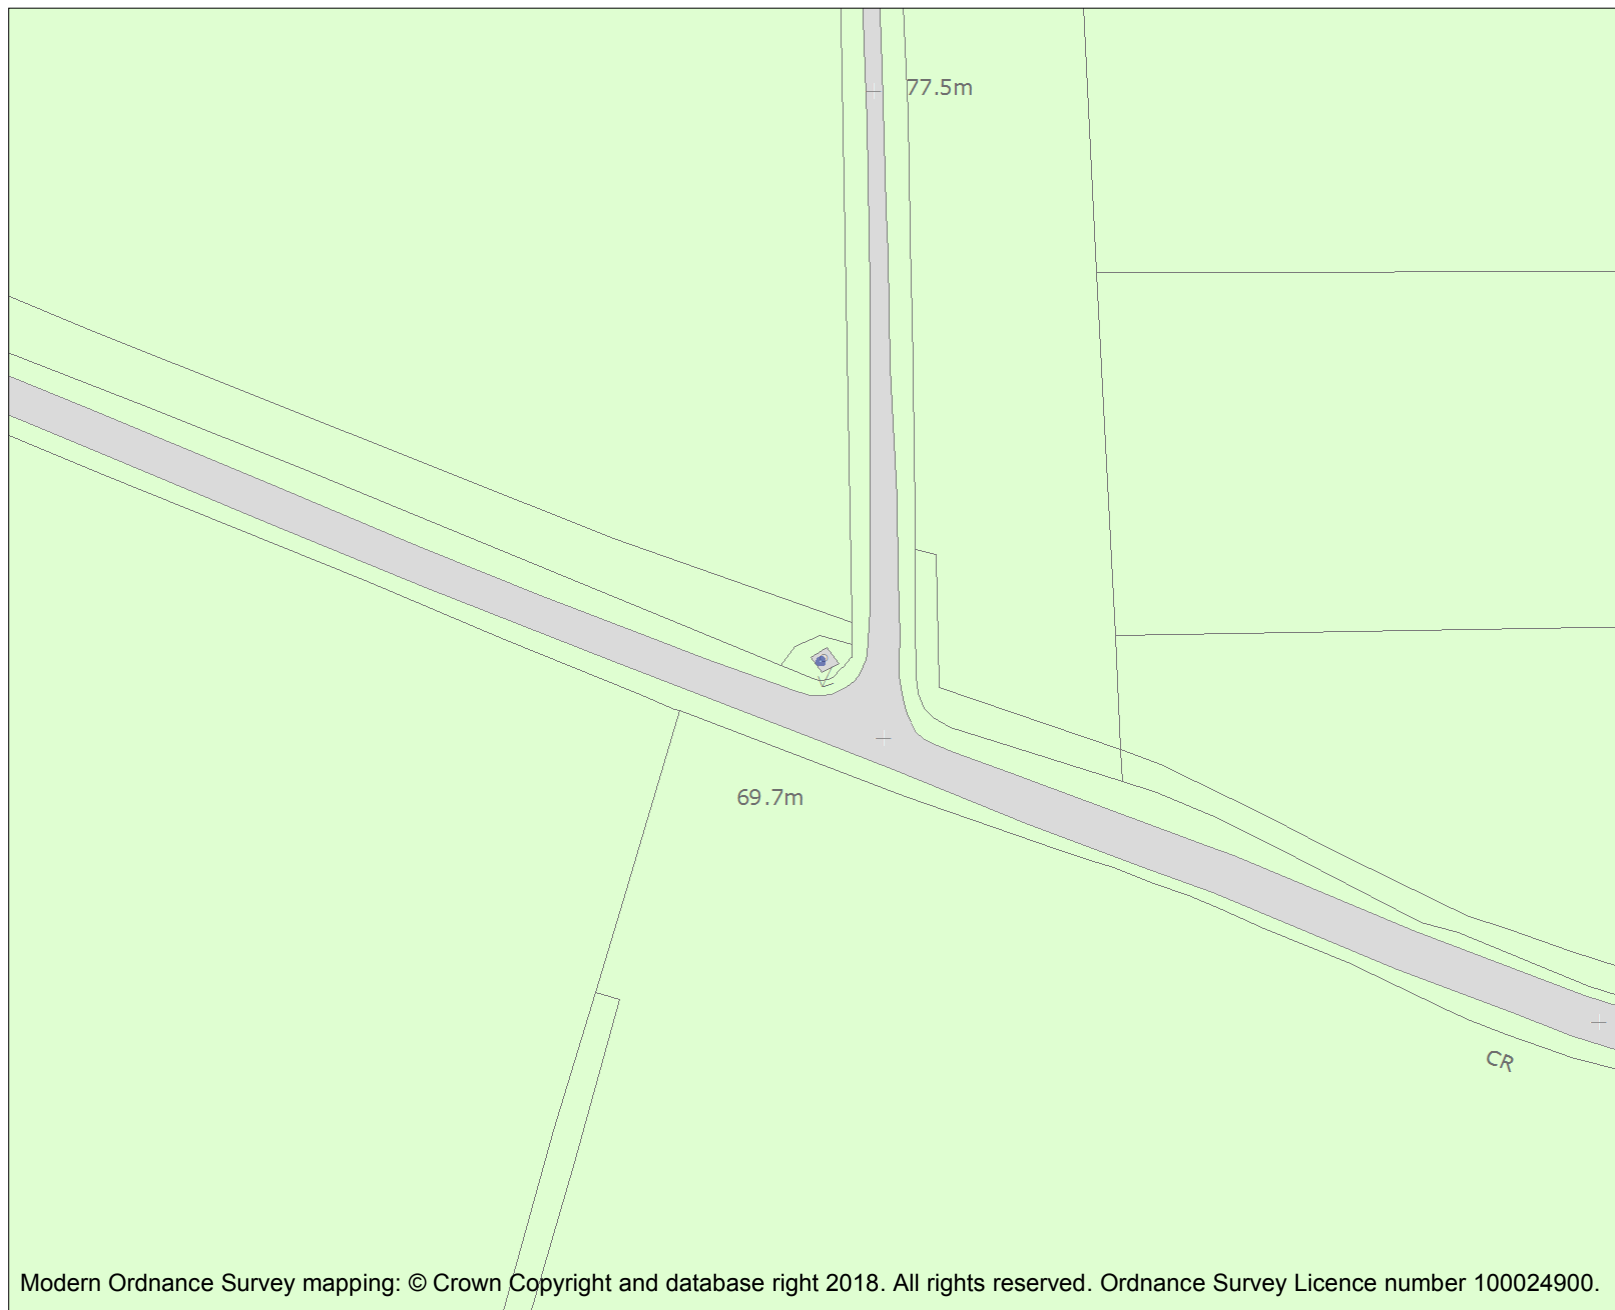 77.5m
69.7m
CR
Modern Ordnance Survey mapping: © Crown Copyright and database right 2018. All rights reserved. Ordnance Survey Licence number 100024900.